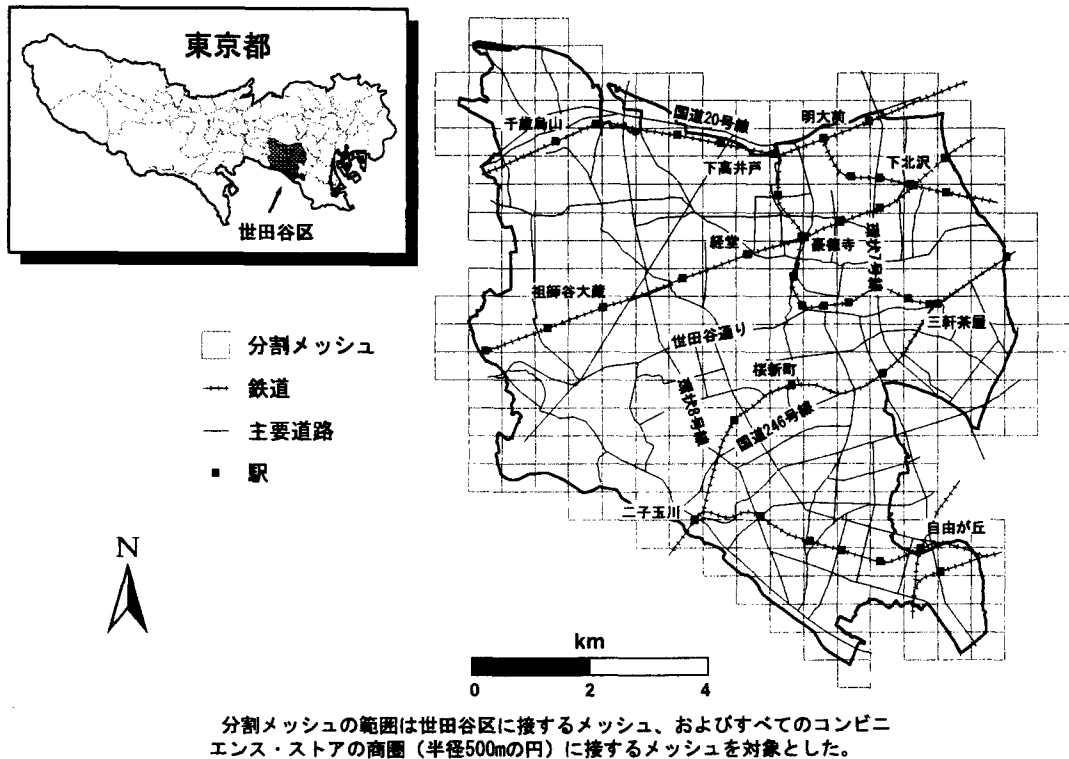 東京都
世田谷区
分割メッシュ
鉄道
主要道路
駅
N
千歳烏山
国道20号線
明大前
下高井戸
下北沢
経堂
豪徳寺
環状7号線
祖師谷大蔵
三軒茶屋
世田谷通り
桜新町
環状8号線
国道246号線
二子玉川
自由が丘
km
0 2 4
分割メッシュの範囲は世田谷区に接するメッシュ、およびすべてのコンビニ
エンス・ストアの商圏（半径500mの円）に接するメッシュを対象とした。